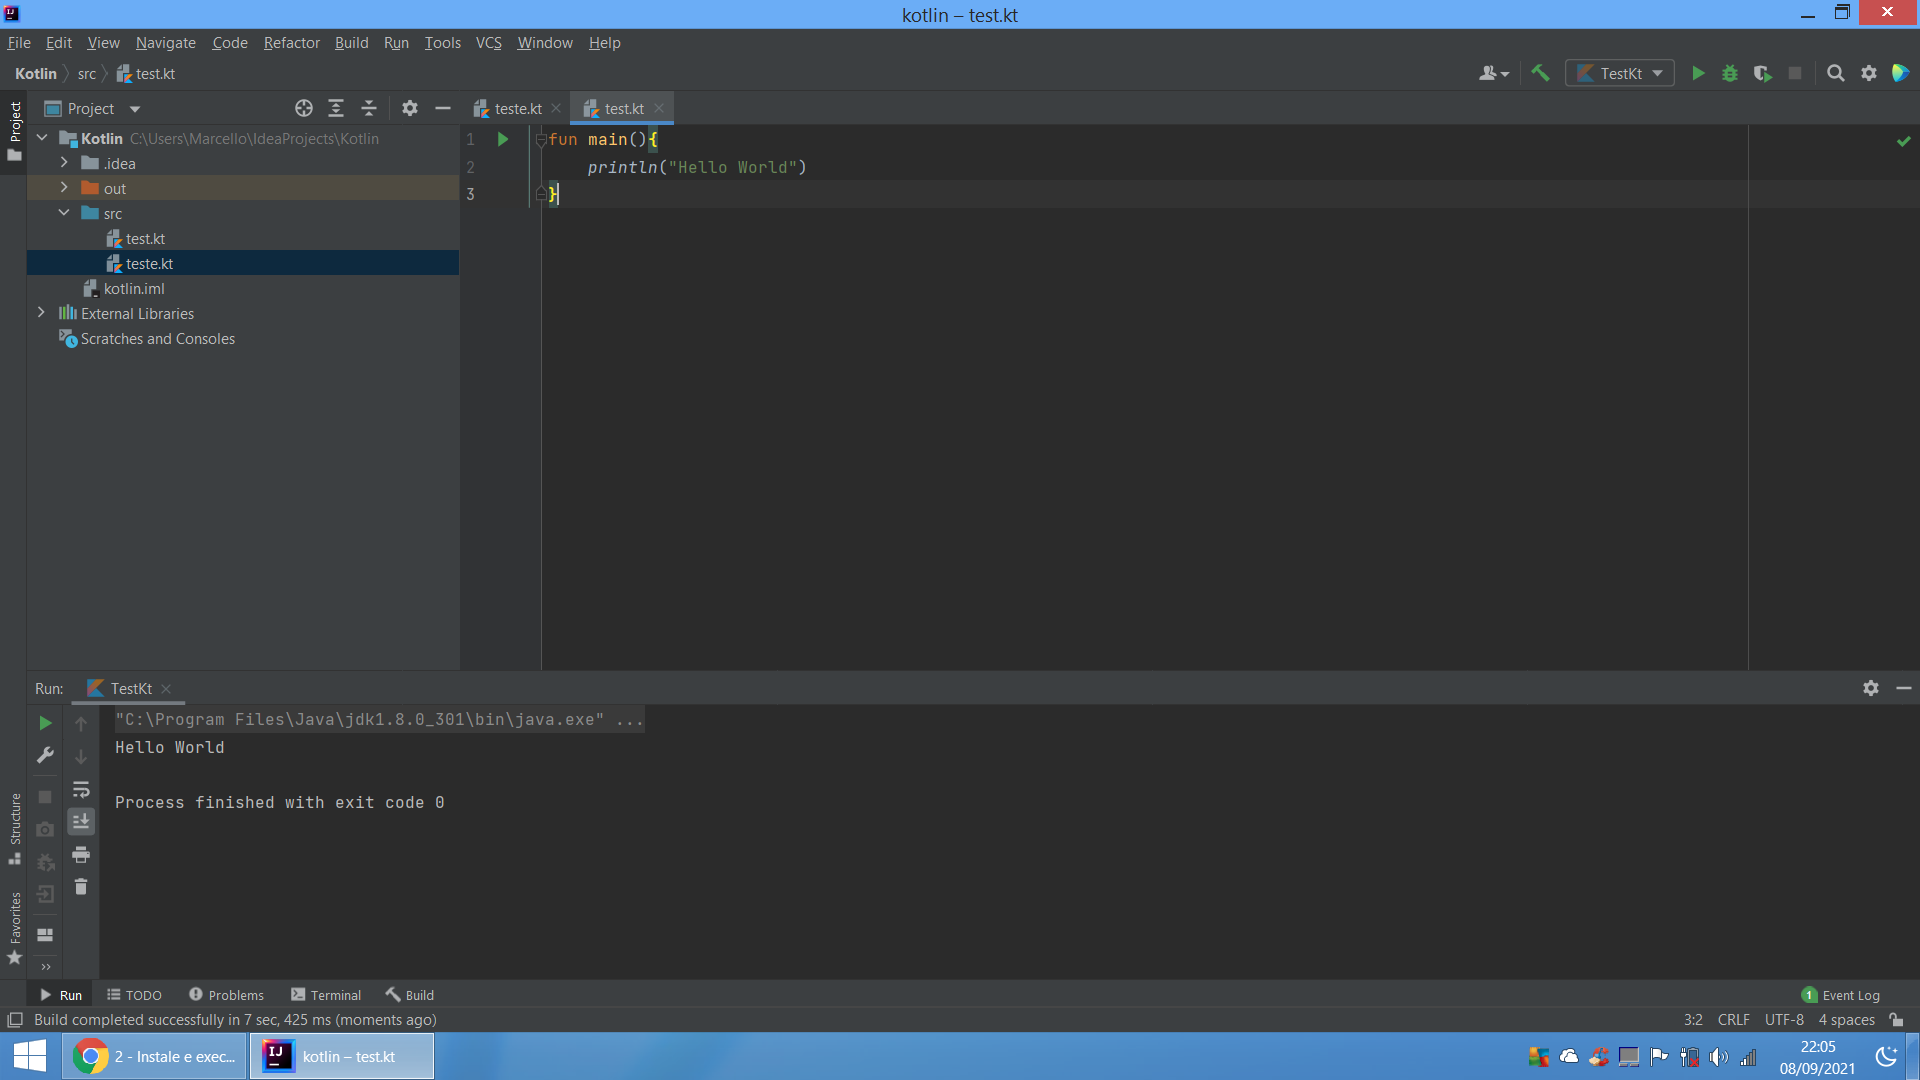 kotlin – test.kt
File Edit View Navigate Code Refactor Build Run Tools VCS Window Help
Kotlin src test.kt TestKt
Project
Project teste.kt test.kt
Kotlin C:\Users\Marcello\IdeaProjects\Kotlin
.idea
out
src
test.kt
teste.kt
kotlin.iml
External Libraries
Scratches and Consoles
1 fun main(){
2 println("Hello World")
3 }
Run: TestKt
"C:\Program Files\Java\jdk1.8.0_301\bin\java.exe" ...
Hello World
Process finished with exit code 0
Structure
Favorites
Run TODO Problems Terminal Build 1 Event Log
Build completed successfully in 7 sec, 425 ms (moments ago) 3:2 CRLF UTF-8 4 spaces
2 - Instale e exec... IJ kotlin – test.kt 22:05
08/09/2021